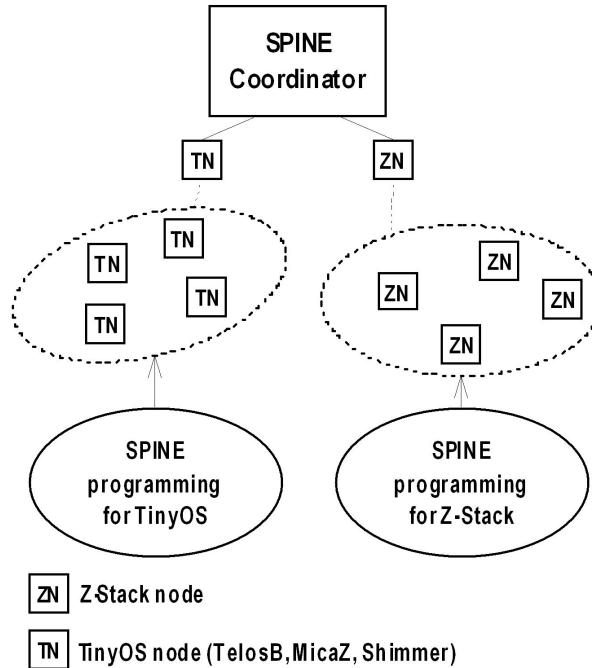 SPINE
Coordinator
TN
ZN
TN
TN
TN
TN
ZN
ZN
ZN
ZN
SPINE
programming
for TinyOS
SPINE
programming
for Z-Stack
ZN Z-Stack node
TN TinyOS node (TelosB,MicaZ, Shimmer)